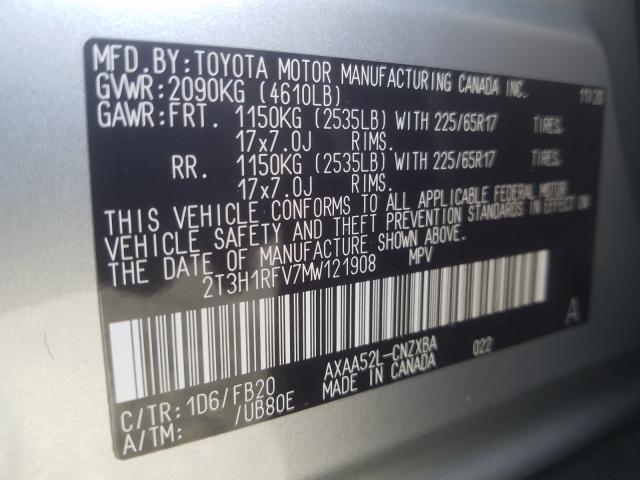 MFD.BY:TOYOTA MOTOR MANUFACTURING CANADA INC. 11/20
GVWR:2090KG (4610LB)
GAWR:FRT. 1150KG (2535LB) WITH 225/65R17 TIRES.
17x7.0J RIMS.
RR. 1150KG (2535LB) WITH 225/65R17 TIRES.
17x7.0J RIMS.
THIS VEHICLE CONFORMS TO ALL APPLICABLE FEDERAL MOTOR
VEHICLE SAFETY AND THEFT PREVENTION STANDARDS IN EFFECT ON
THE DATE OF MANUFACTURE SHOWN ABOVE.
2T3H1RFV7MW121908 MPV
A
C/TR: 1D6/FB20 AXAA52L-CNZXBA 022
A/TM: /UB80E MADE IN CANADA